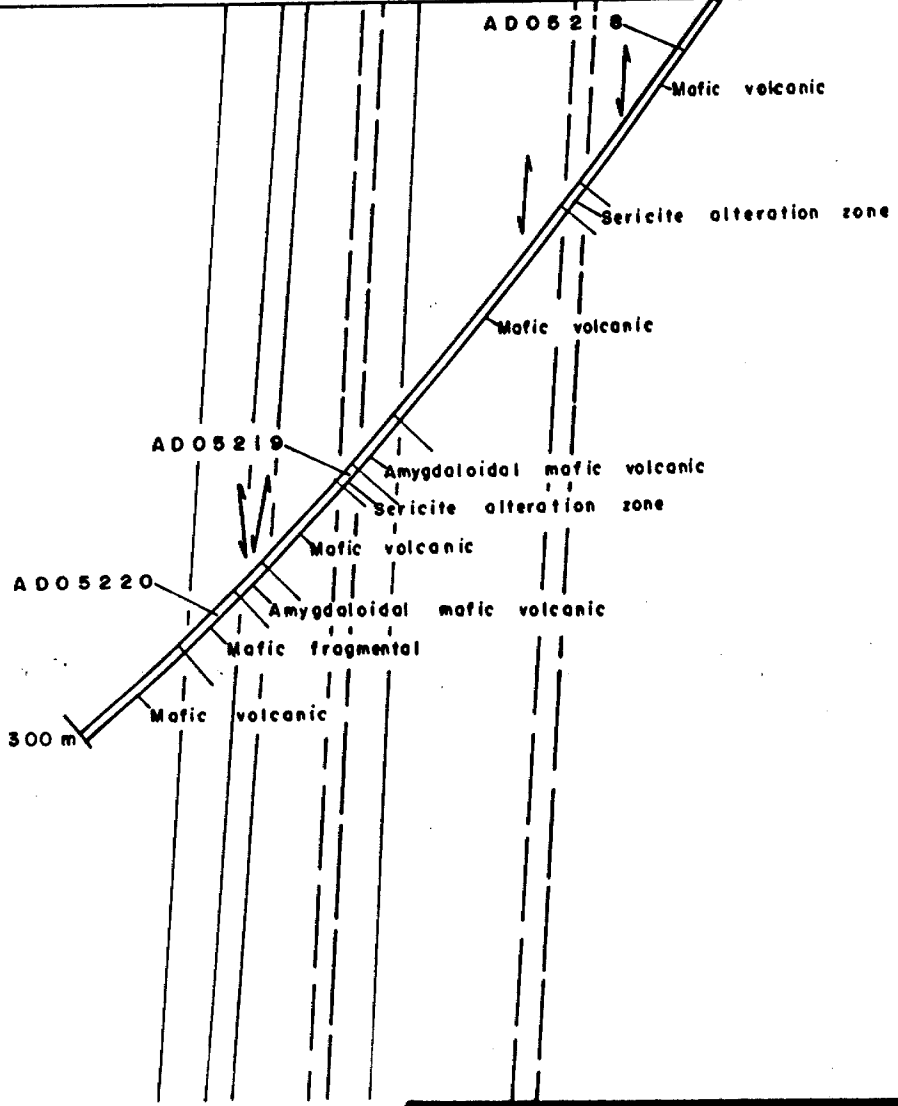 AD05218
Mafic volcanic
Sericite alteration zone
Mafic volcanic
AD05219
Amygdaloidal mafic volcanic
Sericite alteration zone
Mafic volcanic
AD05220
Amygdaloidal mafic volcanic
Mafic fragmental
Mafic volcanic
300 m